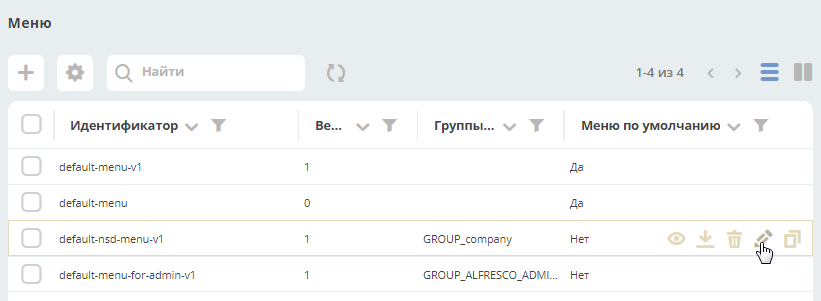 Меню
Найти 1-4 из 4
Идентификатор Ве... Группы... Меню по умолчанию
default-menu-v1 1 Да
default-menu 0 Да
default-nsd-menu-v1 1 GROUP_company Нет
default-menu-for-admin-v1 1 GROUP_ALFRESCO_ADMI... Нет